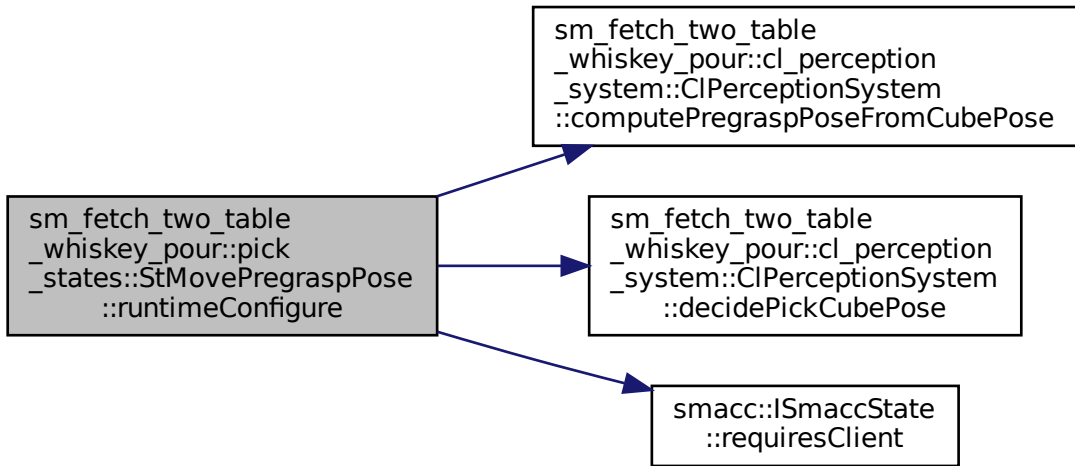 sm_fetch_two_table
_whiskey_pour::pick
_states::StMovePregraspPose
::runtimeConfigure
sm_fetch_two_table
_whiskey_pour::cl_perception
_system::ClPerceptionSystem
::computePregraspPoseFromCubePose
sm_fetch_two_table
_whiskey_pour::cl_perception
_system::ClPerceptionSystem
::decidePickCubePose
smacc::ISmaccState
::requiresClient